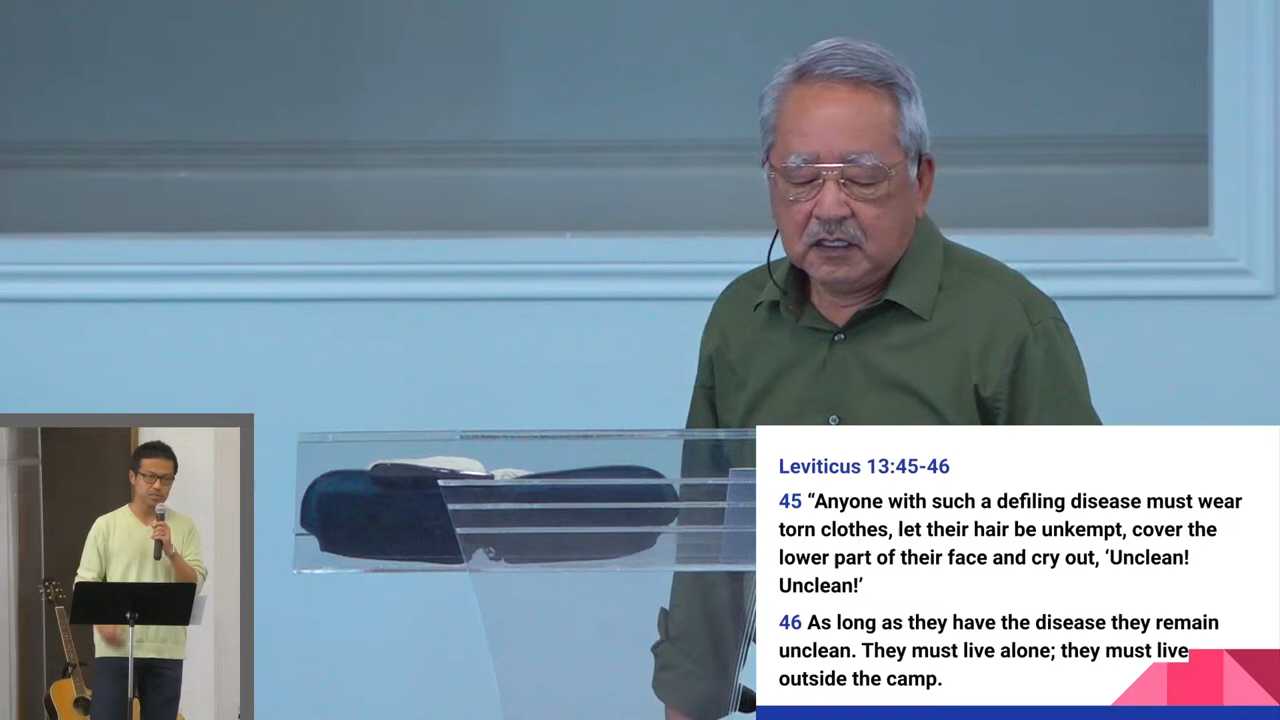 Leviticus 13:45-46
45 “Anyone with such a defiling disease must wear
torn clothes, let their hair be unkempt, cover the
lower part of their face and cry out, ‘Unclean!
Unclean!’
46 As long as they have the disease they remain
unclean. They must live alone; they must live
outside the camp.